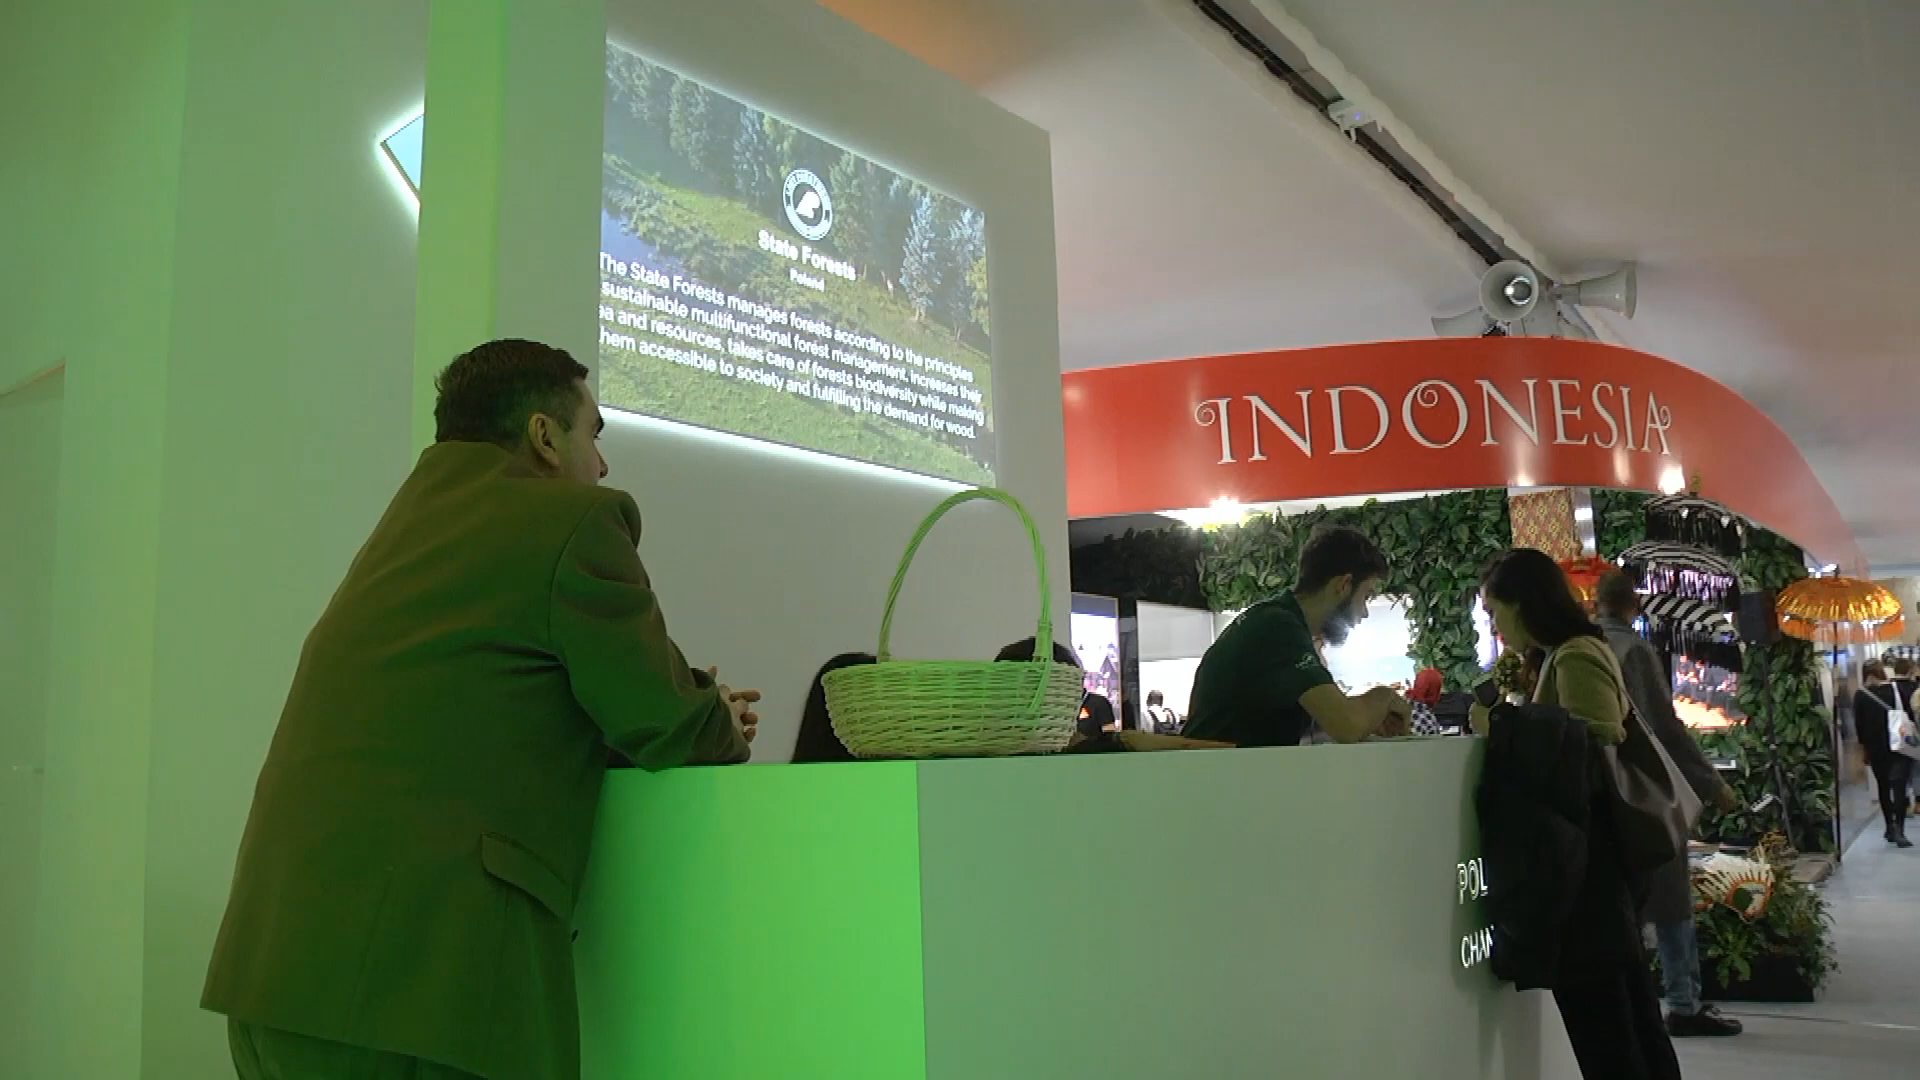 State Forests
Poland
The State Forests manages forests according to the principles
sustainable multifunctional forest management, increases their
ea and resources, takes care of forests biodiversity while making
hem accessible to society and fulfilling the demand for wood.
INDONESIA
POL
CHAN